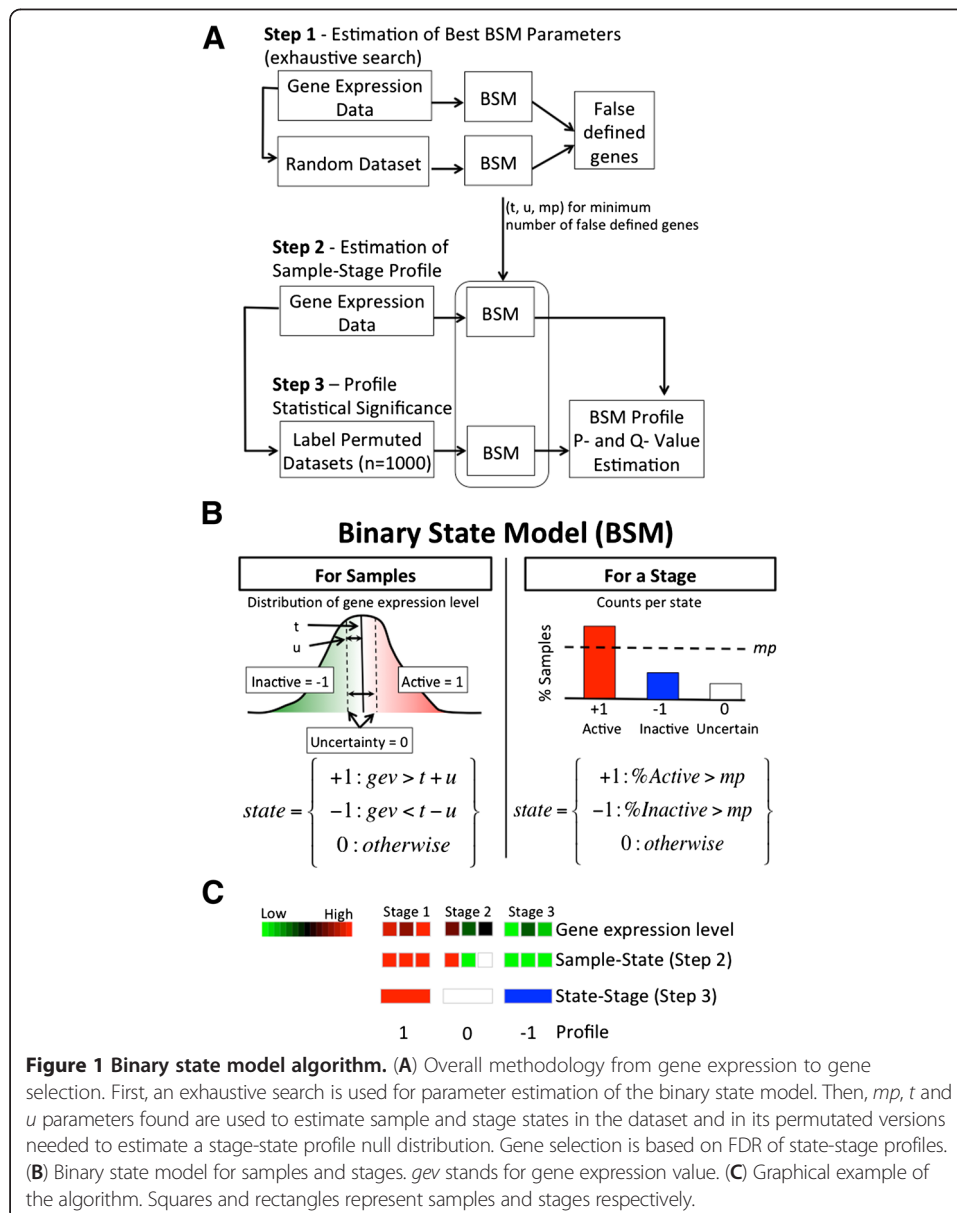 A
Step 1 - Estimation of Best BSM Parameters
(exhaustive search)
Gene Expression
Data
BSM
False
defined
genes
Random Dataset
BSM
(t, u, mp) for minimum
number of false defined genes
Step 2 - Estimation of
Sample-Stage Profile
Gene Expression
Data
BSM
Step 3 – Profile
Statistical Significance
Label Permuted
Datasets (n=1000)
BSM
BSM Profile
P- and Q- Value
Estimation
B
Binary State Model (BSM)
For Samples
Distribution of gene expression level
t
u
Inactive = -1
Active = 1
Uncertainty = 0
state = { +1 : gev > t + u
−1 : gev < t − u
0 : otherwise }
For a Stage
Counts per state
% Samples
mp
+1 -1 0
Active Inactive Uncertain
state = { +1 : %Active > mp
−1 : %Inactive > mp
0 : otherwise }
C
Low High
Stage 1 Stage 2 Stage 3
Gene expression level
Sample-State (Step 2)
State-Stage (Step 3)
1 0 -1 Profile
Figure 1 Binary state model algorithm. (A) Overall methodology from gene expression to gene
selection. First, an exhaustive search is used for parameter estimation of the binary state model. Then, mp, t and
u parameters found are used to estimate sample and stage states in the dataset and in its permutated versions
needed to estimate a stage-state profile null distribution. Gene selection is based on FDR of state-stage profiles.
(B) Binary state model for samples and stages. gev stands for gene expression value. (C) Graphical example of
the algorithm. Squares and rectangles represent samples and stages respectively.